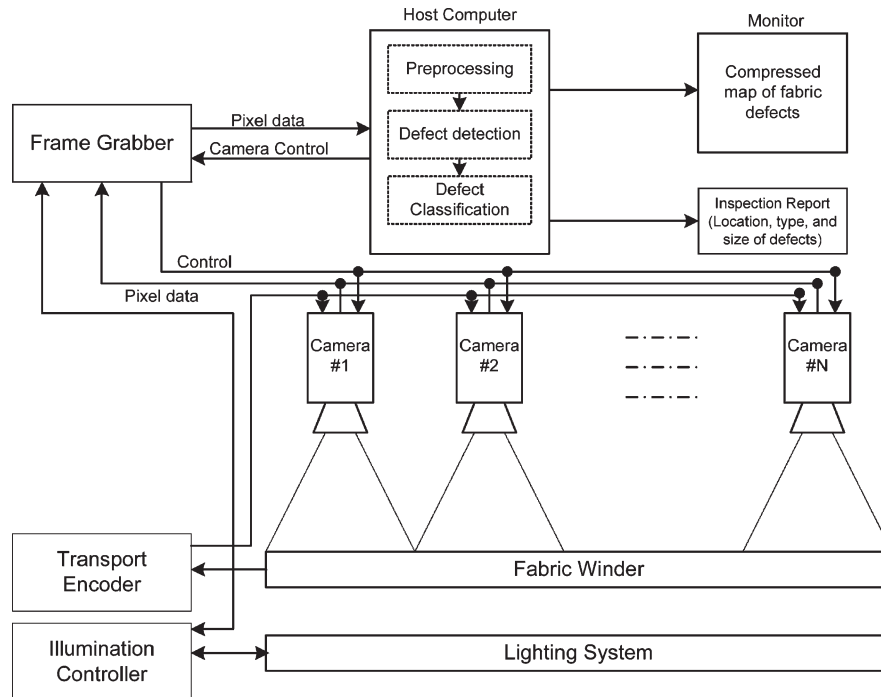 Host Computer
Monitor
Preprocessing
Defect detection
Defect
Classification
Compressed
map of fabric
defects
Frame Grabber
Pixel data
Camera Control
Inspection Report
(Location, type, and
size of defects)
Control
Pixel data
Camera
#1
Camera
#2
Camera
#N
Transport
Encoder
Fabric Winder
Illumination
Controller
Lighting System